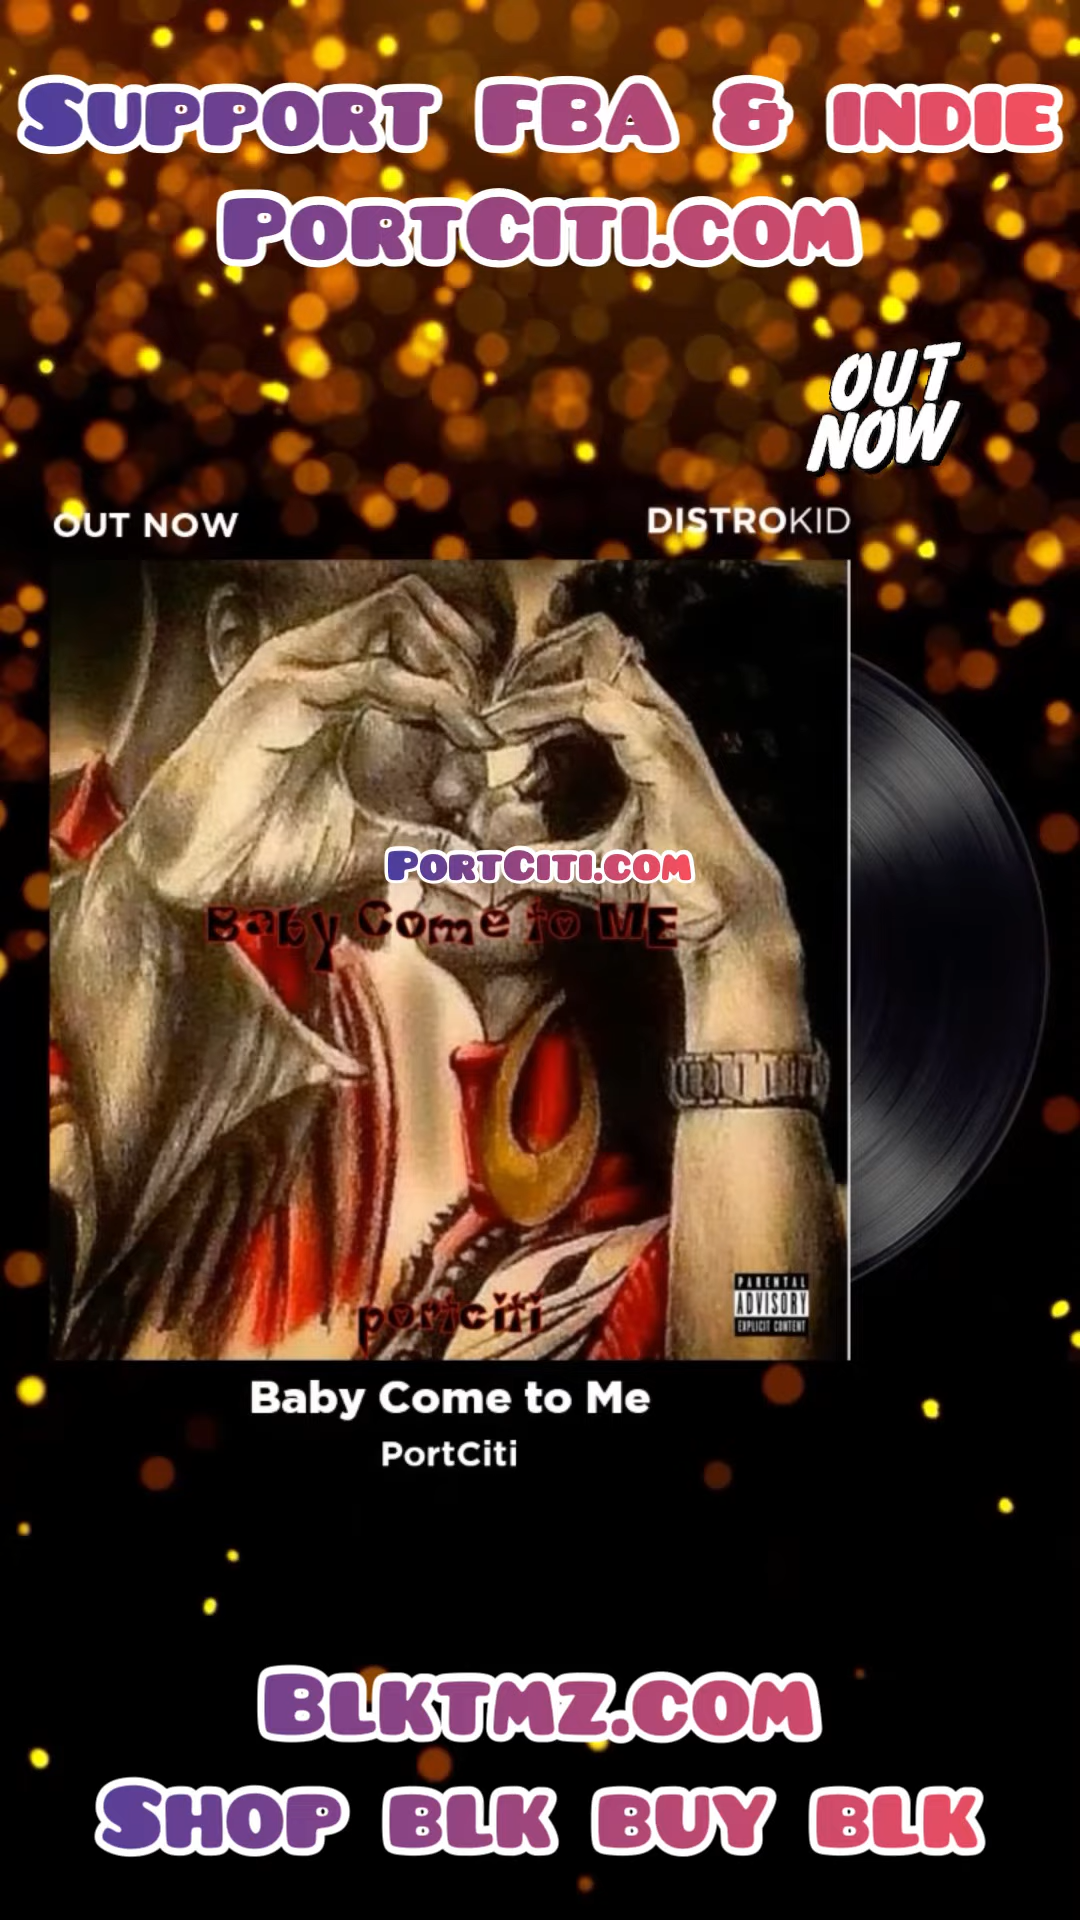 Support FBA & indie
PortCiti.com
OUT
NOW
OUT NOW
DISTROKID
PortCiti.com
Baby Come to ME
portciti
PARENTAL
ADVISORY
EXPLICIT CONTENT
Baby Come to Me
PortCiti
Blktmz.com
Shop blk buy blk